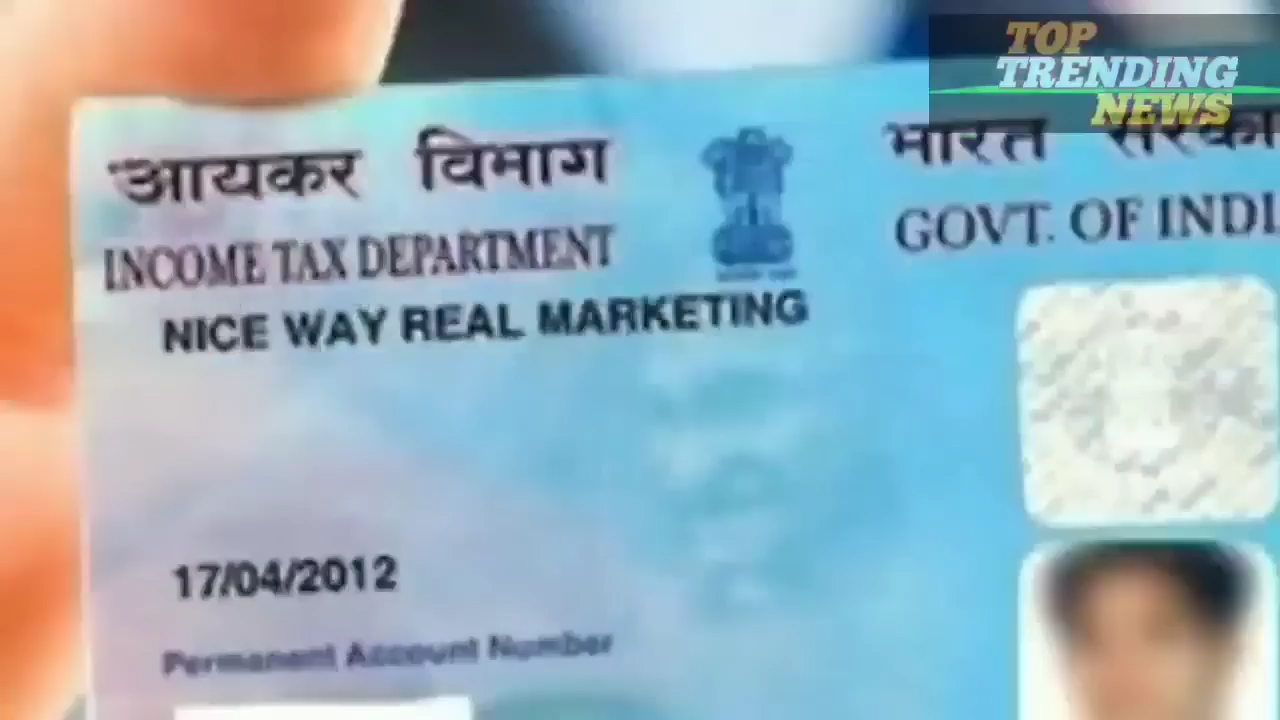 TOP
TRENDING
NEWS
आयकर विभाग
भारत सरका
INCOME TAX DEPARTMENT
GOVT. OF INDI
NICE WAY REAL MARKETING
17/04/2012
Permanent Account Number